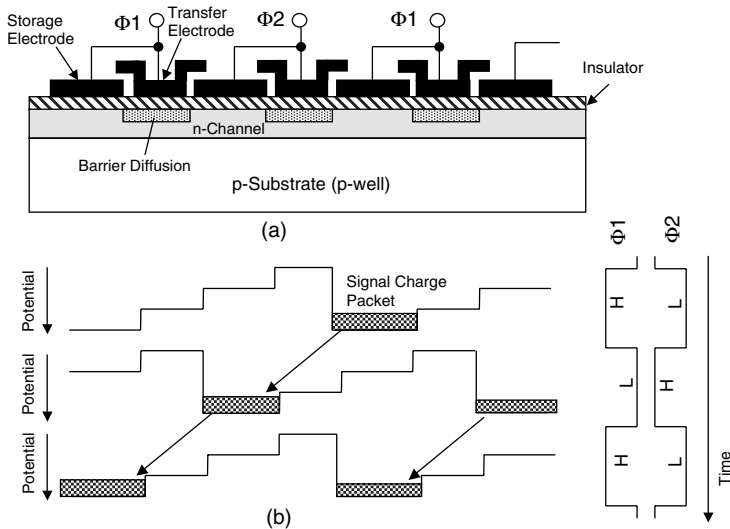 Storage
Electrode
Φ1
Transfer
Electrode
Φ2
Φ1
Insulator
n-Channel
Barrier Diffusion
p-Substrate (p-well)
(a)
Potential
Signal Charge
Packet
Potential
Potential
(b)
Φ1
Φ2
H
L
L
H
H
L
Time